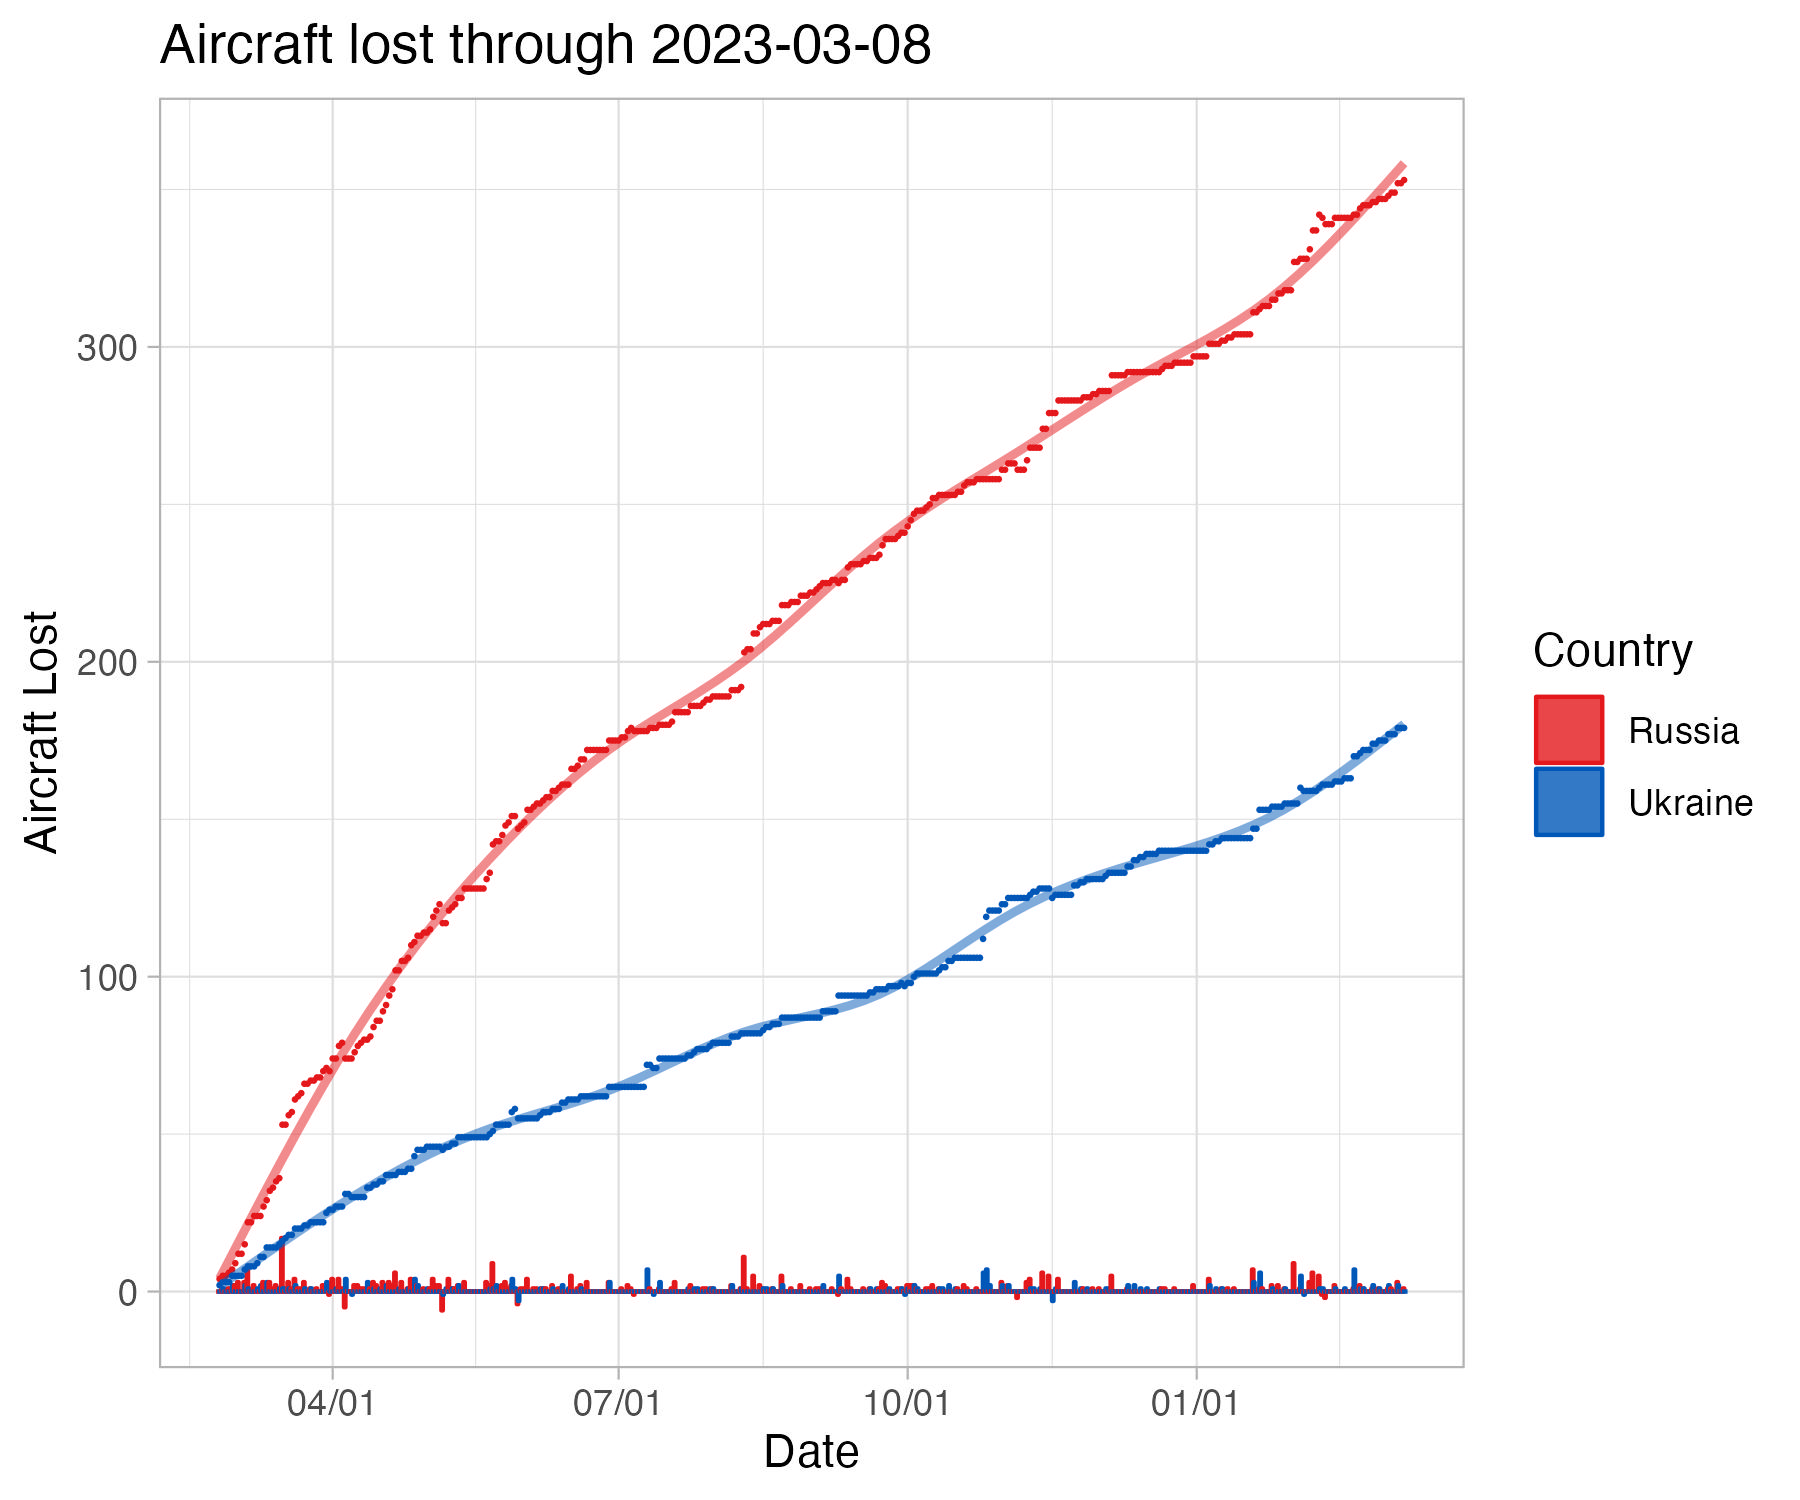 Aircraft lost through 2023-03-08
Aircraft Lost
300
200
100
0
04/01
07/01
10/01
01/01
Date
Country
Russia
Ukraine